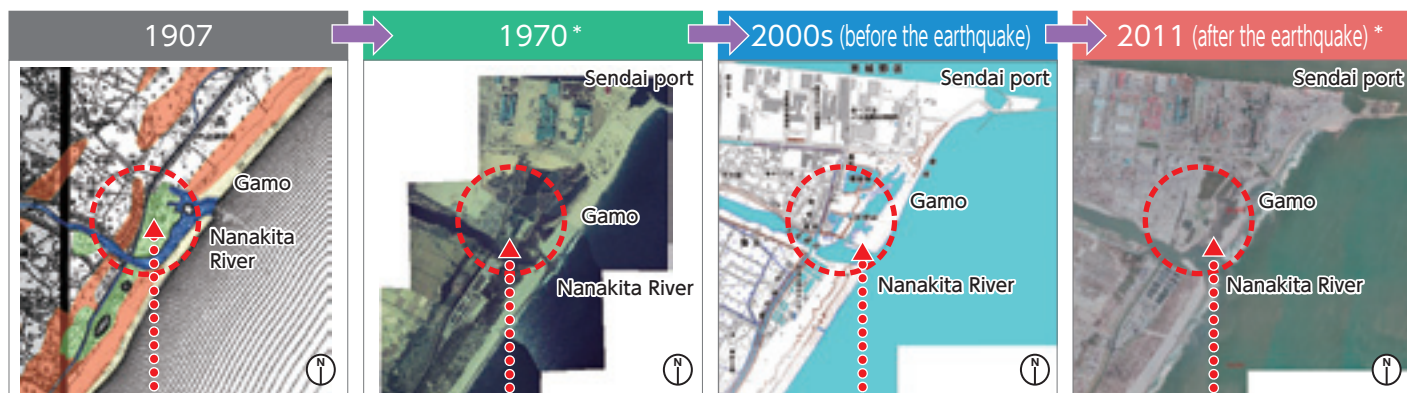 1907
1970 *
2000s (before the earthquake)
2011 (after the earthquake) *
Gamo
Nanakita
River
N
Sendai port
Gamo
Nanakita River
N
Sendai port
Gamo
Nanakita River
N
Sendai port
Gamo
Nanakita River
N